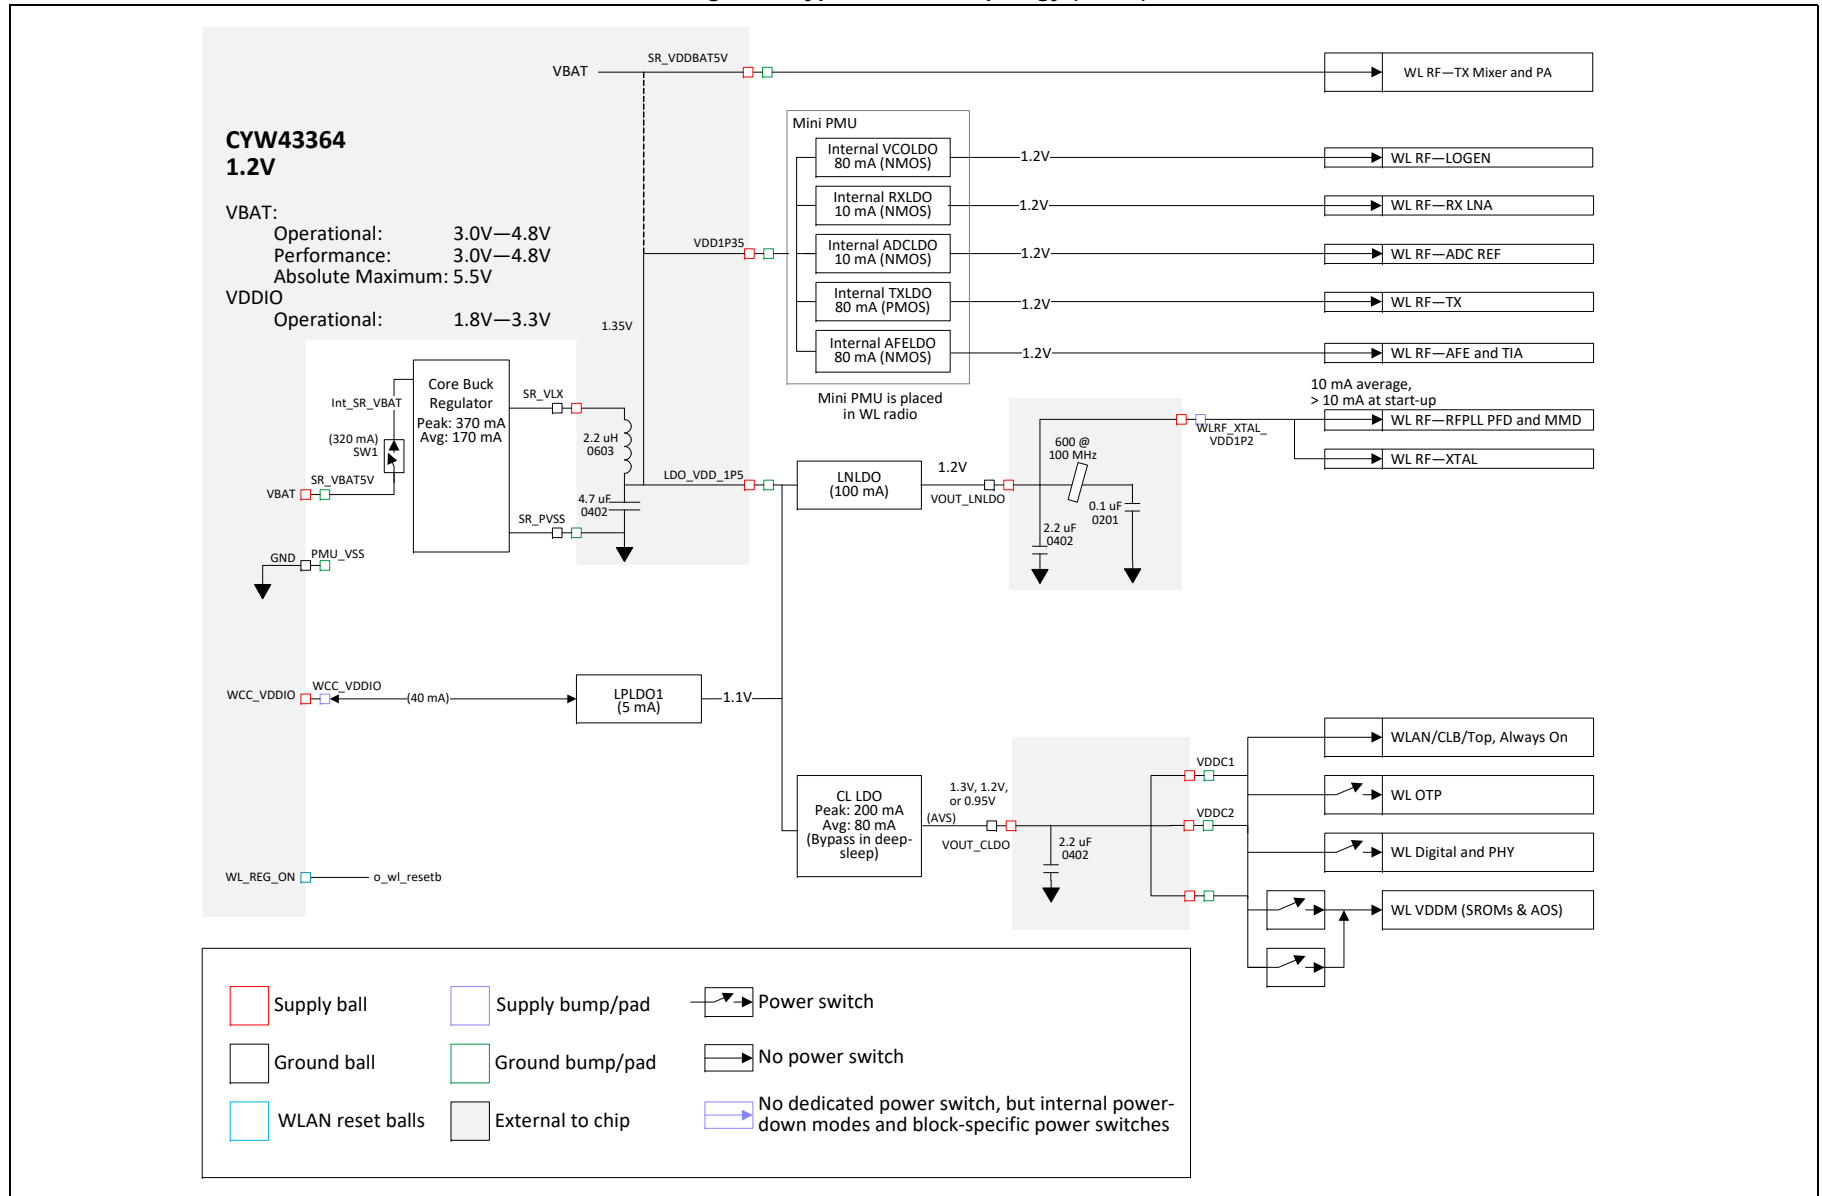 VBAT
SR_VDDBAT5V
WL RF—TX Mixer and PA
CYW43364
1.2V
VBAT:
Operational: 3.0V—4.8V
Performance: 3.0V—4.8V
Absolute Maximum: 5.5V
VDDIO
Operational: 1.8V—3.3V
Mini PMU
Internal VCOLDO
80 mA (NMOS)
1.2V
WL RF—LOGEN
Internal RXLDO
10 mA (NMOS)
1.2V
WL RF—RX LNA
VDD1P35
Internal ADCLDO
10 mA (NMOS)
1.2V
WL RF—ADC REF
Internal TXLDO
80 mA (PMOS)
1.2V
WL RF—TX
1.35V
Internal AFELDO
80 mA (NMOS)
1.2V
WL RF—AFE and TIA
Mini PMU is placed
in WL radio
10 mA average,
> 10 mA at start-up
WL RF—RFPLL PFD and MMD
WL RF—XTAL
WLRF_XTAL_
VDD1P2
Core Buck
Regulator
Peak: 370 mA
Avg: 170 mA
Int_SR_VBAT
(320 mA)
SW1
SR_VBAT5V
VBAT
SR_VLX
2.2 uH
0603
4.7 uF
0402
SR_PVSS
GND
PMU_VSS
LDO_VDD_1P5
LNLDO
(100 mA)
1.2V
VOUT_LNLDO
600 @
100 MHz
2.2 uF
0402
0.1 uF
0201
WCC_VDDIO
WCC_VDDIO
(40 mA)
LPLDO1
(5 mA)
1.1V
CL LDO
Peak: 200 mA
Avg: 80 mA
(Bypass in deep-
sleep)
1.3V, 1.2V,
or 0.95V
(AVS)
VOUT_CLDO
2.2 uF
0402
VDDC1
VDDC2
WLAN/CLB/Top, Always On
WL OTP
WL Digital and PHY
WL VDDM (SROMs & AOS)
WL_REG_ON
o_wl_resetb
Supply ball
Supply bump/pad
Power switch
Ground ball
Ground bump/pad
No power switch
WLAN reset balls
External to chip
No dedicated power switch, but internal power-
down modes and block-specific power switches